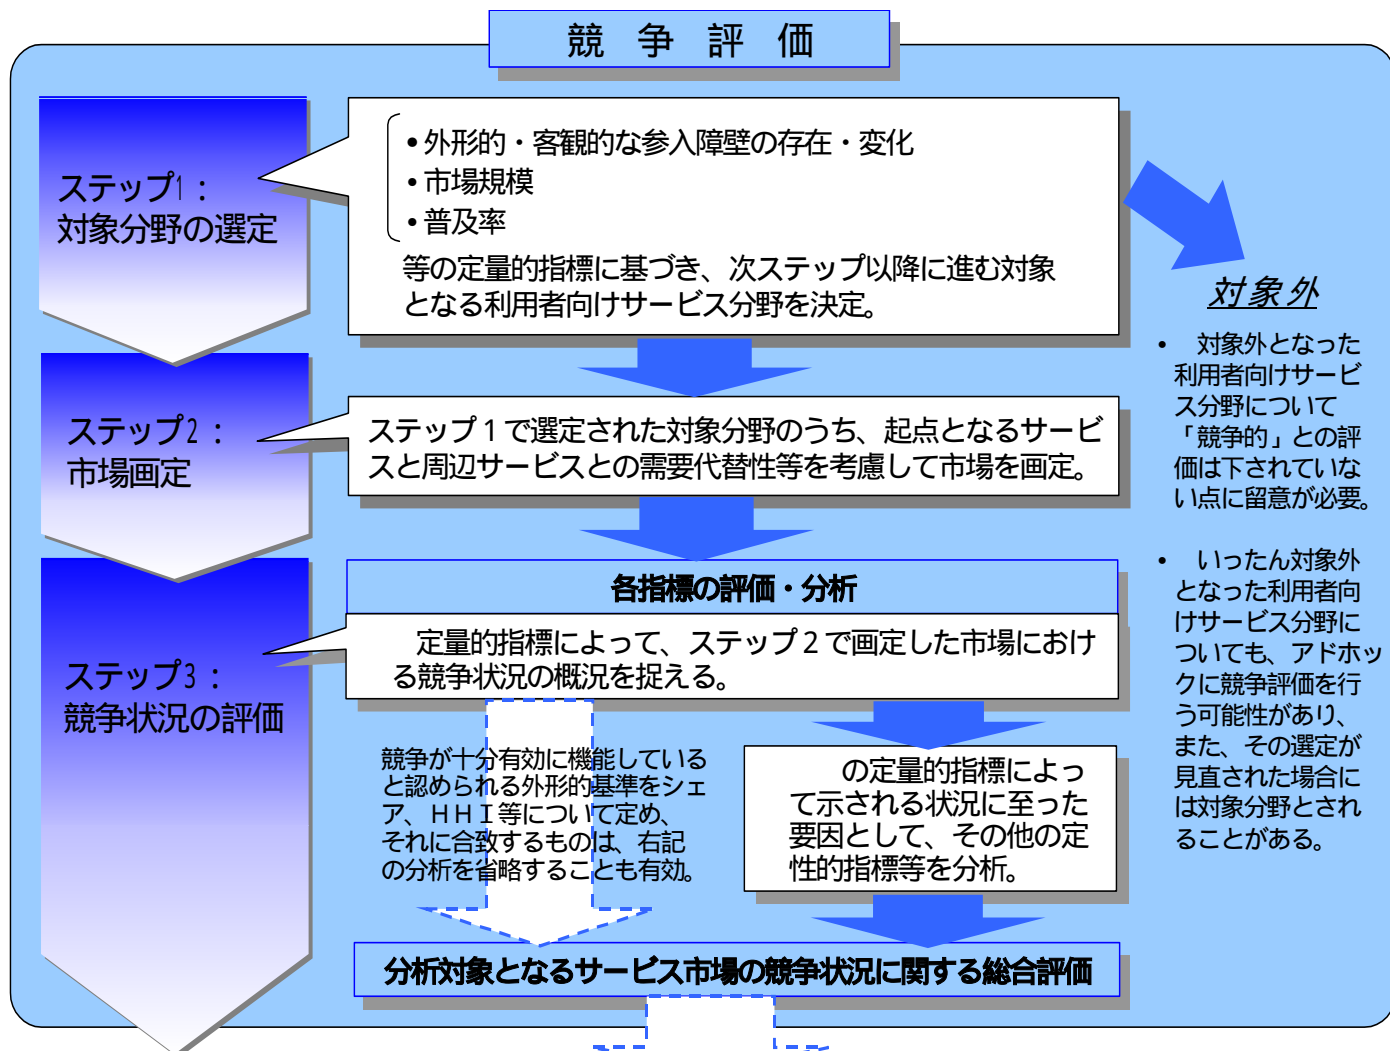 競 争 評 価
ステップ1：
対象分野の選定
•外形的・客観的な参入障壁の存在・変化
•市場規模
•普及率
等の定量的指標に基づき、次ステップ以降に進む対象
となる利用者向けサービス分野を決定。
対象外
• 対象外となった
利用者向けサービ
ス分野について
「競争的」との評
価は下されていな
い点に留意が必要。
• いったん対象外
となった利用者向
けサービス分野に
ついても、アドホッ
クに競争評価を行
う可能性があり、
また、その選定が
見直された場合に
は対象分野とされ
ることがある。
ステップ2：
市場画定
ステップ１で選定された対象分野のうち、起点となるサービ
スと周辺サービスとの需要代替性等を考慮して市場を画定。
ステップ3：
競争状況の評価
各指標の評価・分析
定量的指標によって、ステップ２で画定した市場におけ
る競争状況の概況を捉える。
競争が十分有効に機能している
と認められる外形的基準をシェ
ア、ＨＨＩ等について定め、
それに合致するものは、右記
の分析を省略することも有効。
の定量的指標によっ
て示される状況に至った
要因として、その他の定
性的指標等を分析。
分析対象となるサービス市場の競争状況に関する総合評価